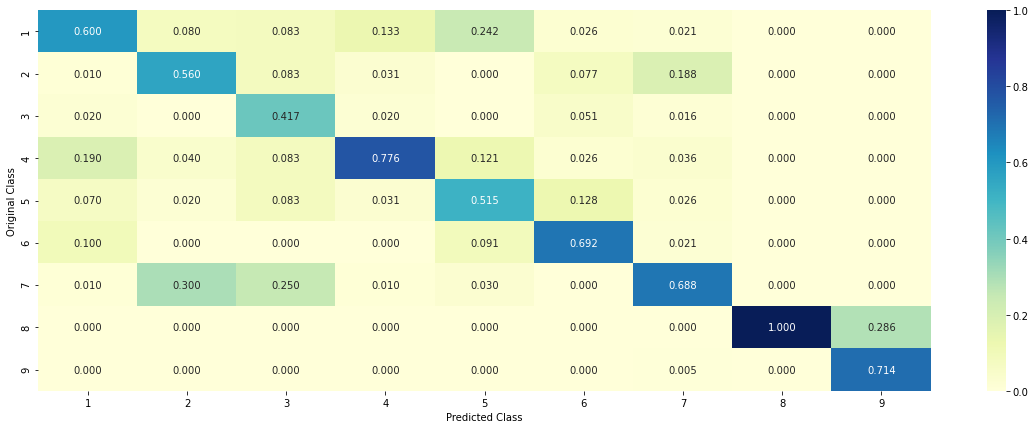 1 0.600 0.080 0.083 0.133 0.242 0.026 0.021 0.000 0.000
2 0.010 0.560 0.083 0.031 0.000 0.077 0.188 0.000 0.000
3 0.020 0.000 0.417 0.020 0.000 0.051 0.016 0.000 0.000
4 0.190 0.040 0.083 0.776 0.121 0.026 0.036 0.000 0.000
5 0.070 0.020 0.083 0.031 0.515 0.128 0.026 0.000 0.000
6 0.100 0.000 0.000 0.000 0.091 0.692 0.021 0.000 0.000
7 0.010 0.300 0.250 0.010 0.030 0.000 0.688 0.000 0.000
8 0.000 0.000 0.000 0.000 0.000 0.000 0.000 1.000 0.286
9 0.000 0.000 0.000 0.000 0.000 0.000 0.005 0.000 0.714
1 2 3 4 5 6 7 8 9
Predicted Class
Original Class
1.0
0.8
0.6
0.4
0.2
0.0